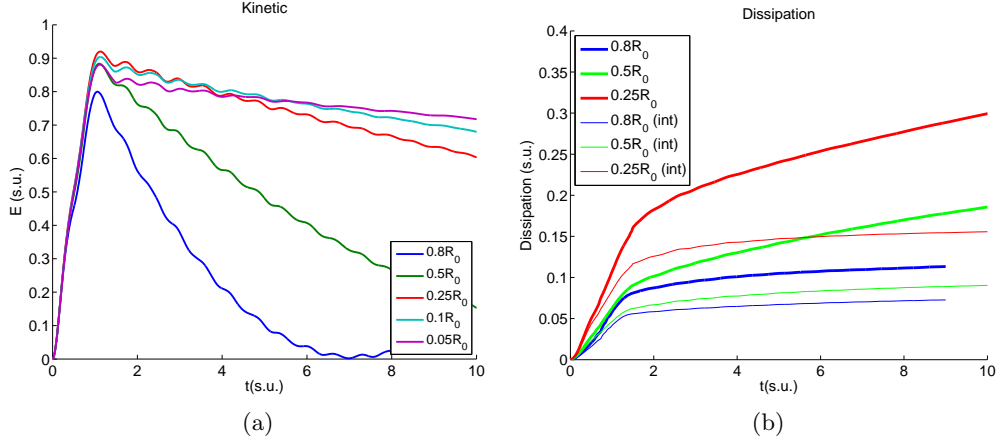 Kinetic
E (s.u.)
1
0.9
0.8
0.7
0.6
0.5
0.4
0.3
0.2
0.1
0
0 2 4 6 8 10
t(s.u.)
0.8R0
0.5R0
0.25R0
0.1R0
0.05R0
(a)
Dissipation
Dissipation (s.u.)
0.4
0.35
0.3
0.25
0.2
0.15
0.1
0.05
0
0 2 4 6 8 10
t(s.u.)
0.8R0
0.5R0
0.25R0
0.8R0 (int)
0.5R0 (int)
0.25R0 (int)
(b)